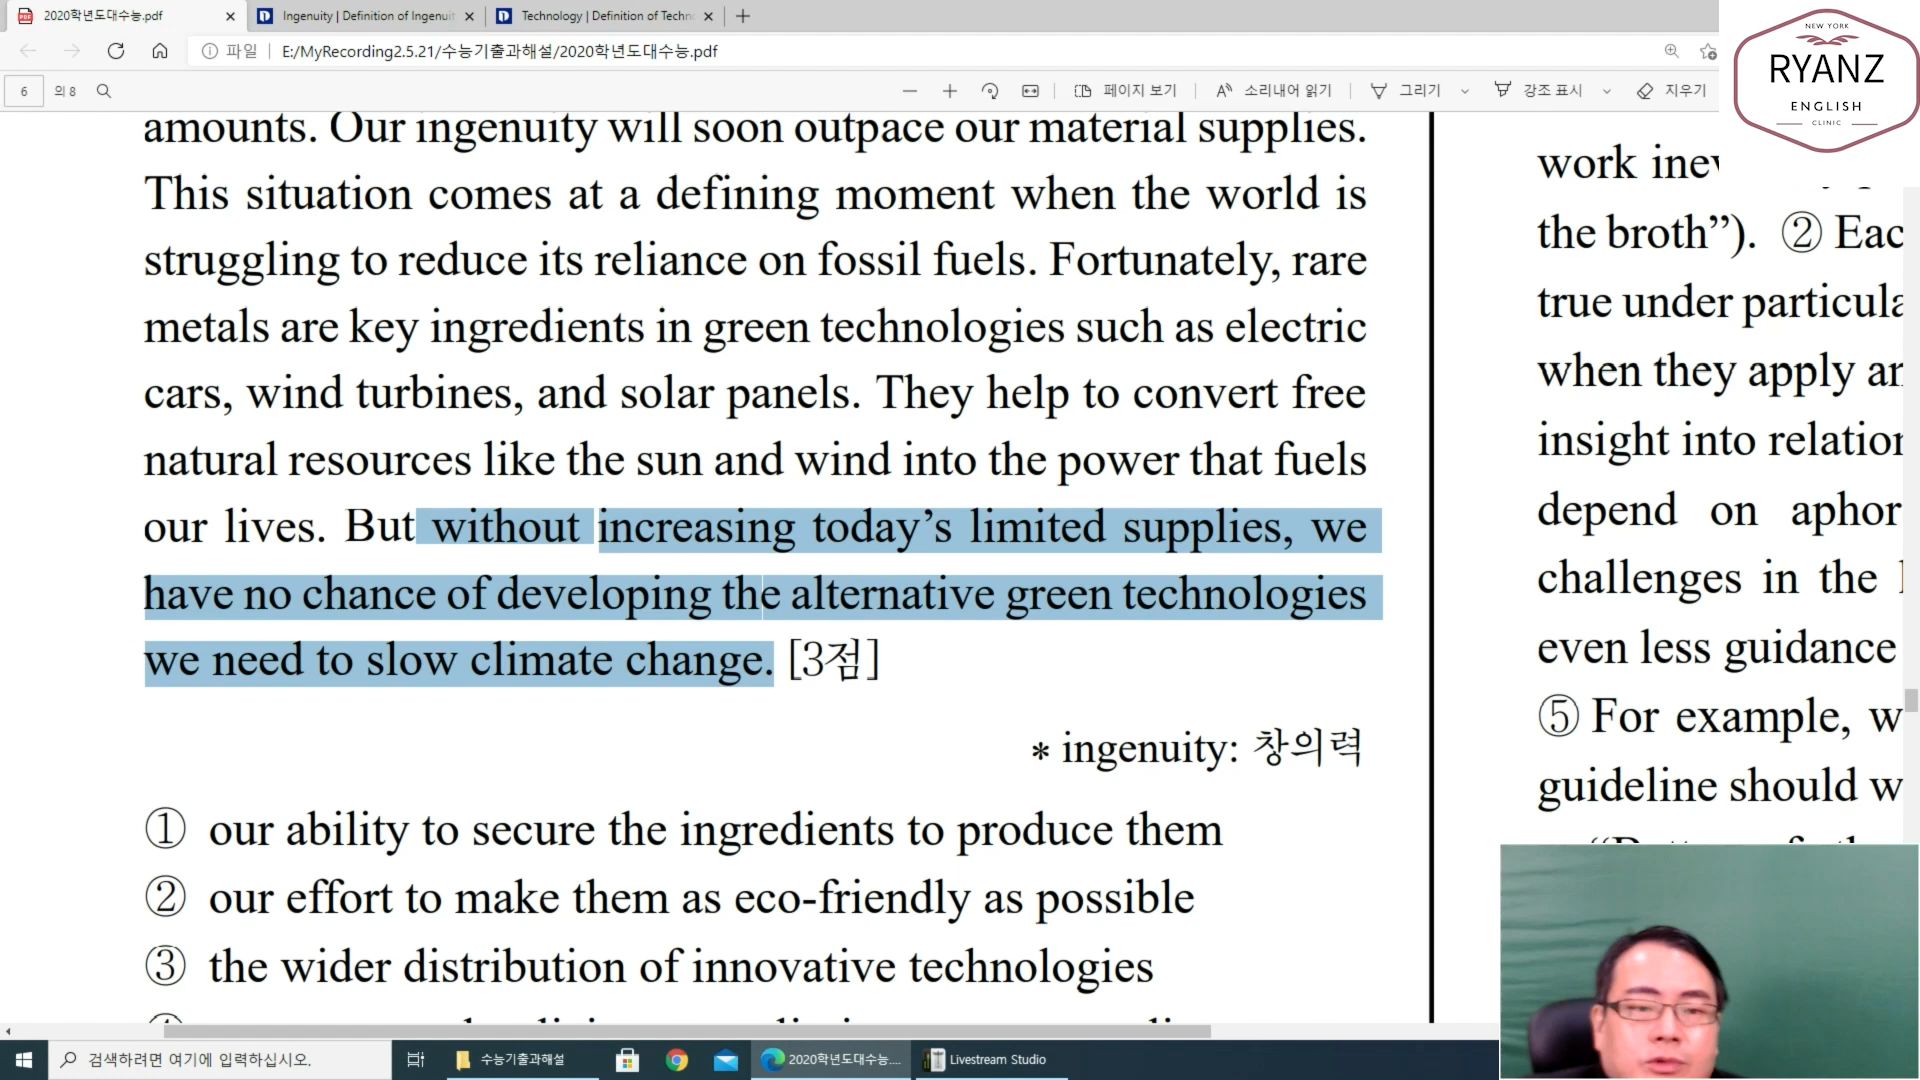 2020학년도대수능.pdf
Ingenuity | Definition of Ingenuit
Technology | Definition of Techn
파일
E:/MyRecording2.5.21/수능기출과해설/2020학년도대수능.pdf
6
의 8
페이지 보기
소리내어 읽기
그리기
강조 표시
지우기
NEW YORK
RYANZ
ENGLISH
CLINIC
amounts. Our ingenuity will soon outpace our material supplies.
This situation comes at a defining moment when the world is
struggling to reduce its reliance on fossil fuels. Fortunately, rare
metals are key ingredients in green technologies such as electric
cars, wind turbines, and solar panels. They help to convert free
natural resources like the sun and wind into the power that fuels
our lives. But without increasing today’s limited supplies, we
have no chance of developing the alternative green technologies
we need to slow climate change. [3점]
* ingenuity: 창의력
① our ability to secure the ingredients to produce them
② our effort to make them as eco-friendly as possible
③ the wider distribution of innovative technologies
work inev
the broth”). ② Eac
true under particula
when they apply an
insight into relation
depend on aphor
challenges in the
even less guidance
⑤ For example, w
guideline should w
검색하려면 여기에 입력하십시오.
수능기출과해설
2020학년도대수능....
Livestream Studio